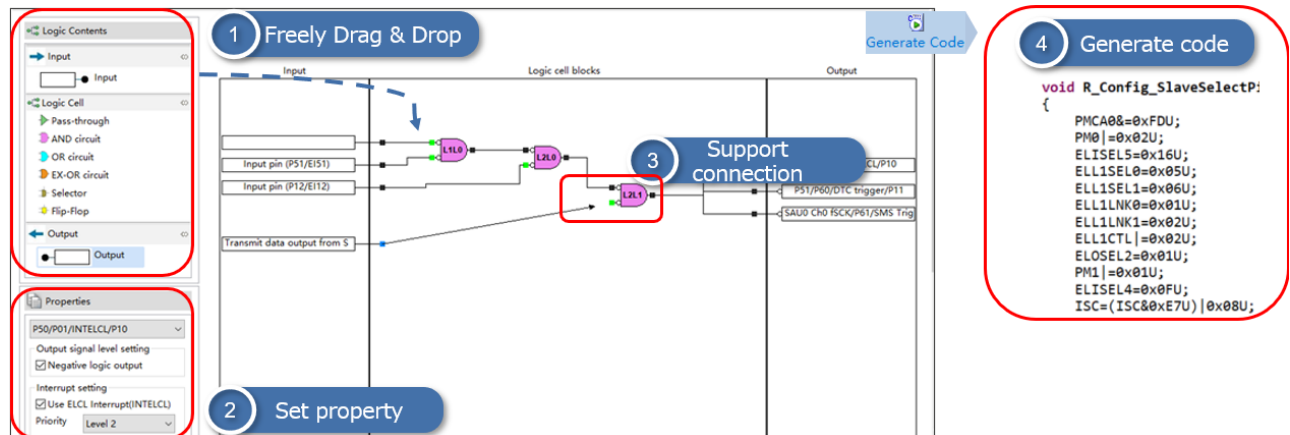 Logic Contents
Input
Input
Logic Cell
Pass-through
AND circuit
OR circuit
EX-OR circuit
Selector
Flip-Flop
Output
Output
Properties
P50/P01/INTELCL/P10
Output signal level setting
Negative logic output
Interrupt setting
Use ELCL Interrupt(INTELCL)
Priority Level 2
1 Freely Drag & Drop
2 Set property
Input
Logic cell blocks
Output
Input pin (P51/EI51)
Input pin (P12/EI12)
Transmit data output from S
L1L0
L2L0
L2L1
3 Support
connection
CL/P10
P51/P60/DTC trigger/P11
SAU0 Ch0 fSCK/P61/SMS Trig
Generate Code
4 Generate code
void R_Config_SlaveSelectPi
{
PMCA0&=0xFDU;
PM0|=0x02U;
ELISEL5=0x16U;
ELL1SEL0=0x05U;
ELL1SEL1=0x06U;
ELL1LNK0=0x01U;
ELL1LNK1=0x02U;
ELL1CTL|=0x02U;
ELOSEL2=0x01U;
PM1|=0x01U;
ELISEL4=0x0FU;
ISC=(ISC&0xE7U)|0x08U;